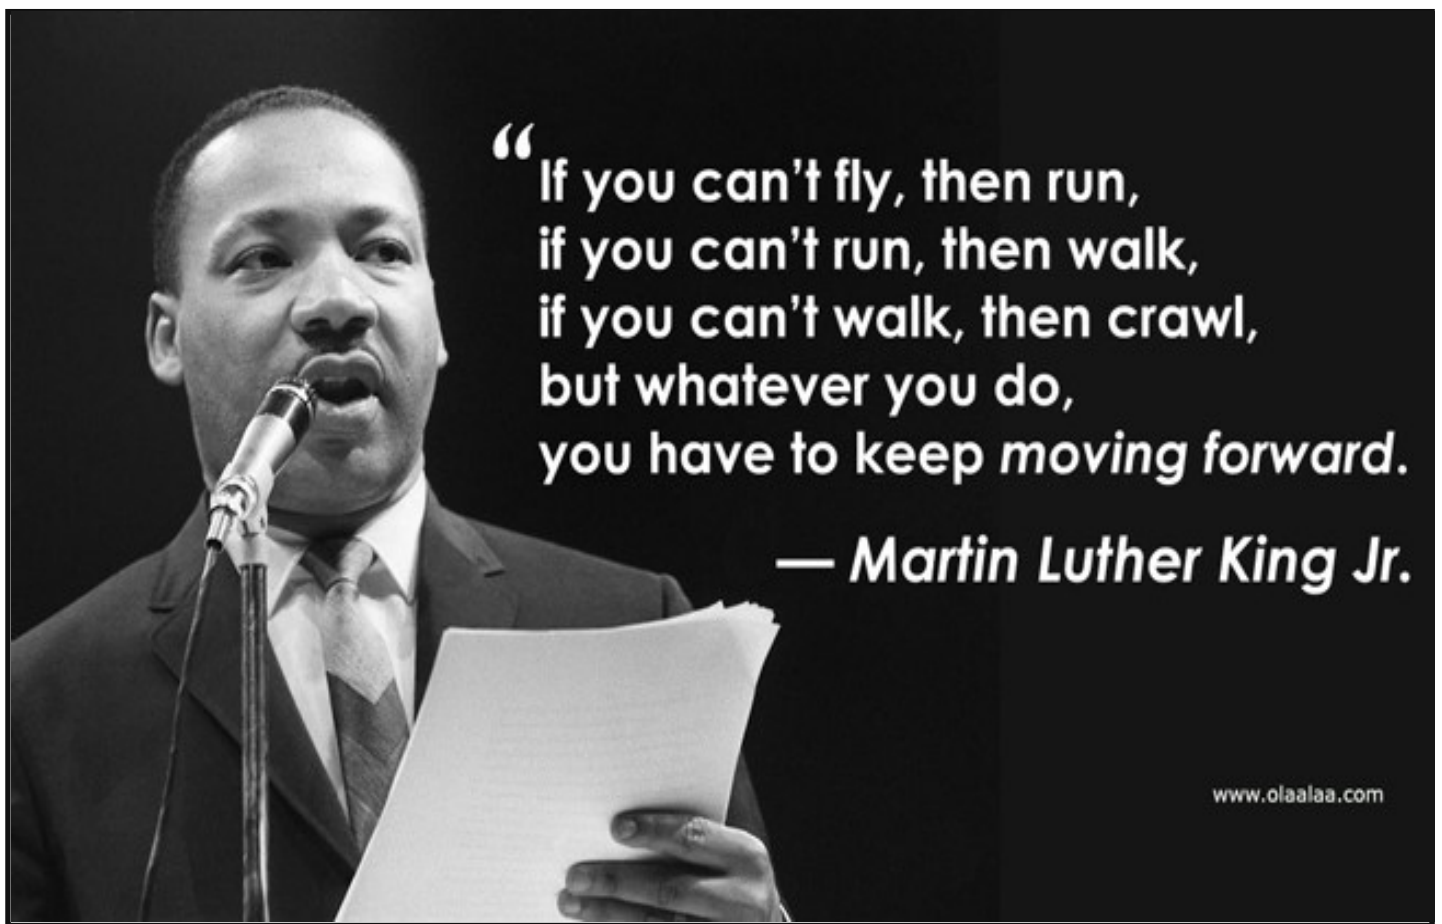 “If you can’t fly, then run,
if you can’t run, then walk,
if you can’t walk, then crawl,
but whatever you do,
you have to keep moving forward.
— Martin Luther King Jr.
www.olaalaa.com